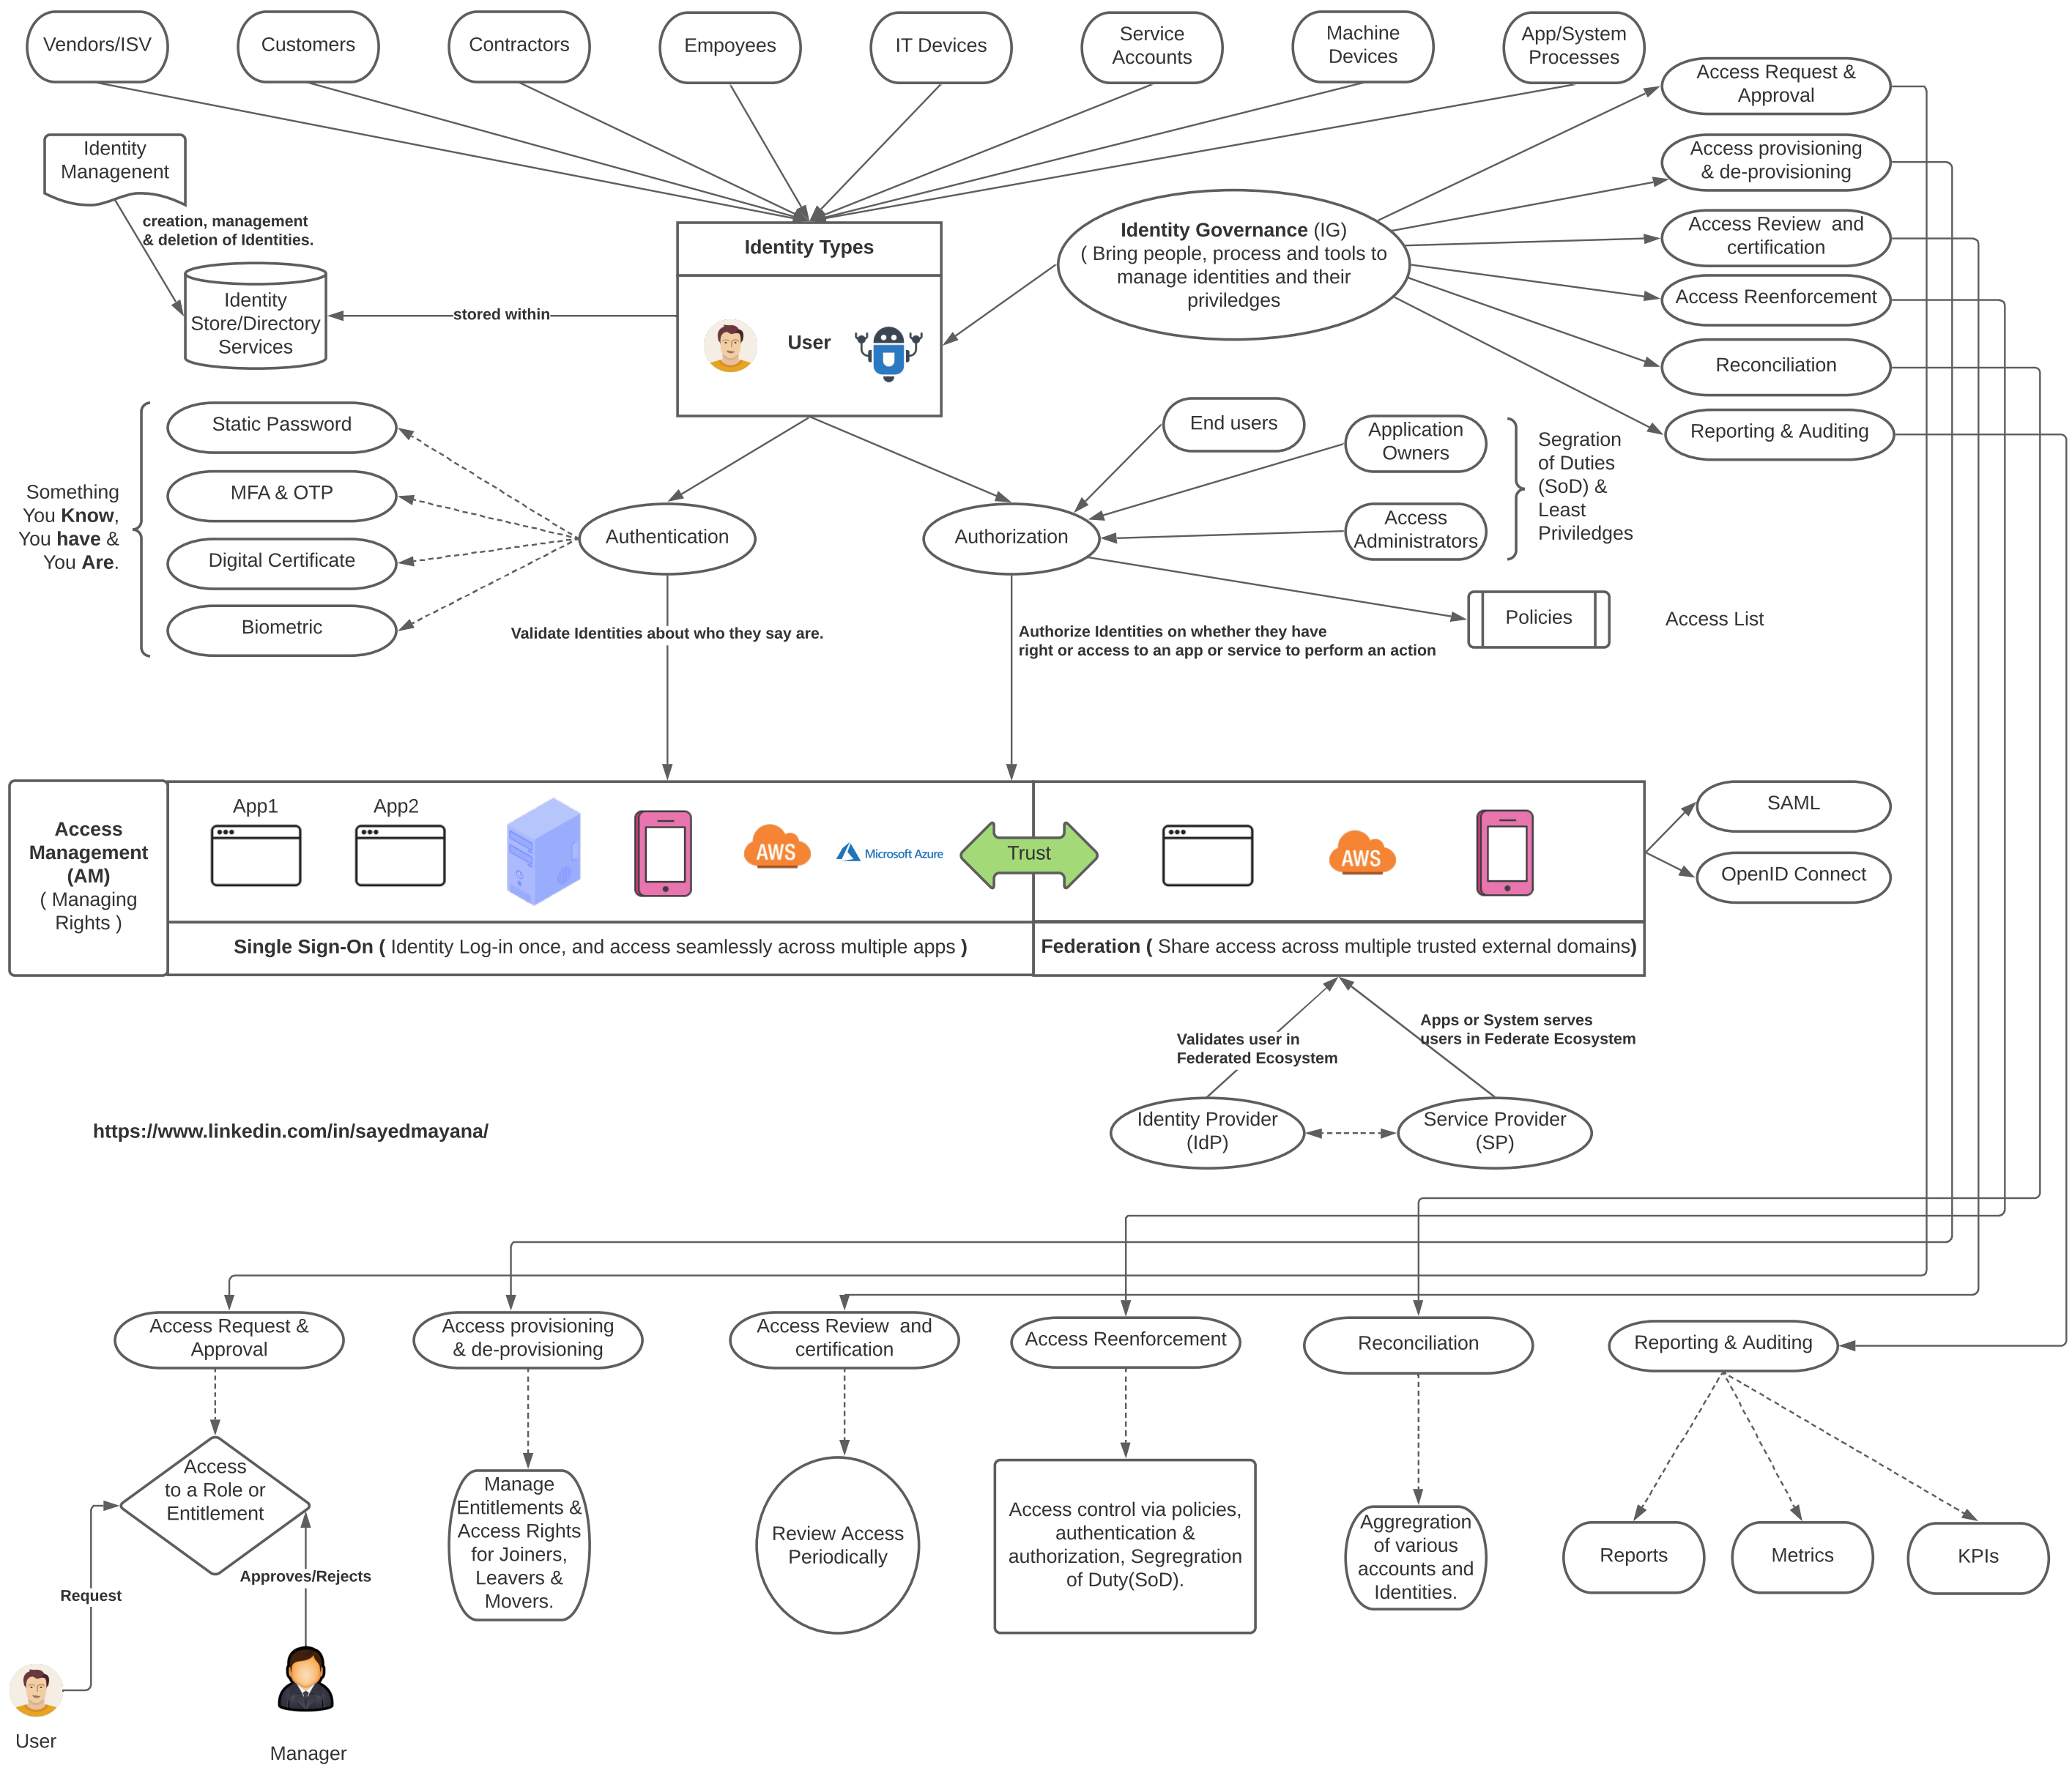 Vendors/ISV
Customers
Contractors
Empoyees
IT Devices
Service
Accounts
Machine
Devices
App/System
Processes
Access Request &
Approval
Access provisioning
& de-provisioning
Access Review  and
certification
Access Reenforcement
Reconciliation
Reporting & Auditing
Identity
Managenent
creation, management
& deletion of Identities.
Identity
Store/Directory
Services
stored within
Identity Types
User
Identity Governance (IG)
( Bring people, process and tools to
manage identities and their
priviledges
Something
You Know,
You have &
You Are.
Static Password
MFA & OTP
Digital Certificate
Biometric
Authentication
Authorization
End users
Application
Owners
Access
Administrators
Segration
of Duties
(SoD) &
Least
Priviledges
Policies
Access List
Validate Identities about who they say are.
Authorize Identities on whether they have
right or access to an app or service to perform an action
Access
Management
(AM)
( Managing
Rights )
App1
App2
AWS
Microsoft Azure
Trust
AWS
Single Sign-On ( Identity Log-in once, and access seamlessly across multiple apps )
Federation ( Share access across multiple trusted external domains)
SAML
OpenID Connect
Validates user in
Federated Ecosystem
Apps or System serves
users in Federate Ecosystem
Identity Provider
(IdP)
Service Provider
(SP)
https://www.linkedin.com/in/sayedmayana/
Access Request &
Approval
Access provisioning
& de-provisioning
Access Review  and
certification
Access Reenforcement
Reconciliation
Reporting & Auditing
Access
to a Role or
Entitlement
Manage
Entitlements &
Access Rights
for Joiners,
Leavers &
Movers.
Review Access
Periodically
Access control via policies,
authentication &
authorization, Segregration
of Duty(SoD).
Aggregration
of various
accounts and
Identities.
Reports
Metrics
KPIs
Request
Approves/Rejects
User
Manager